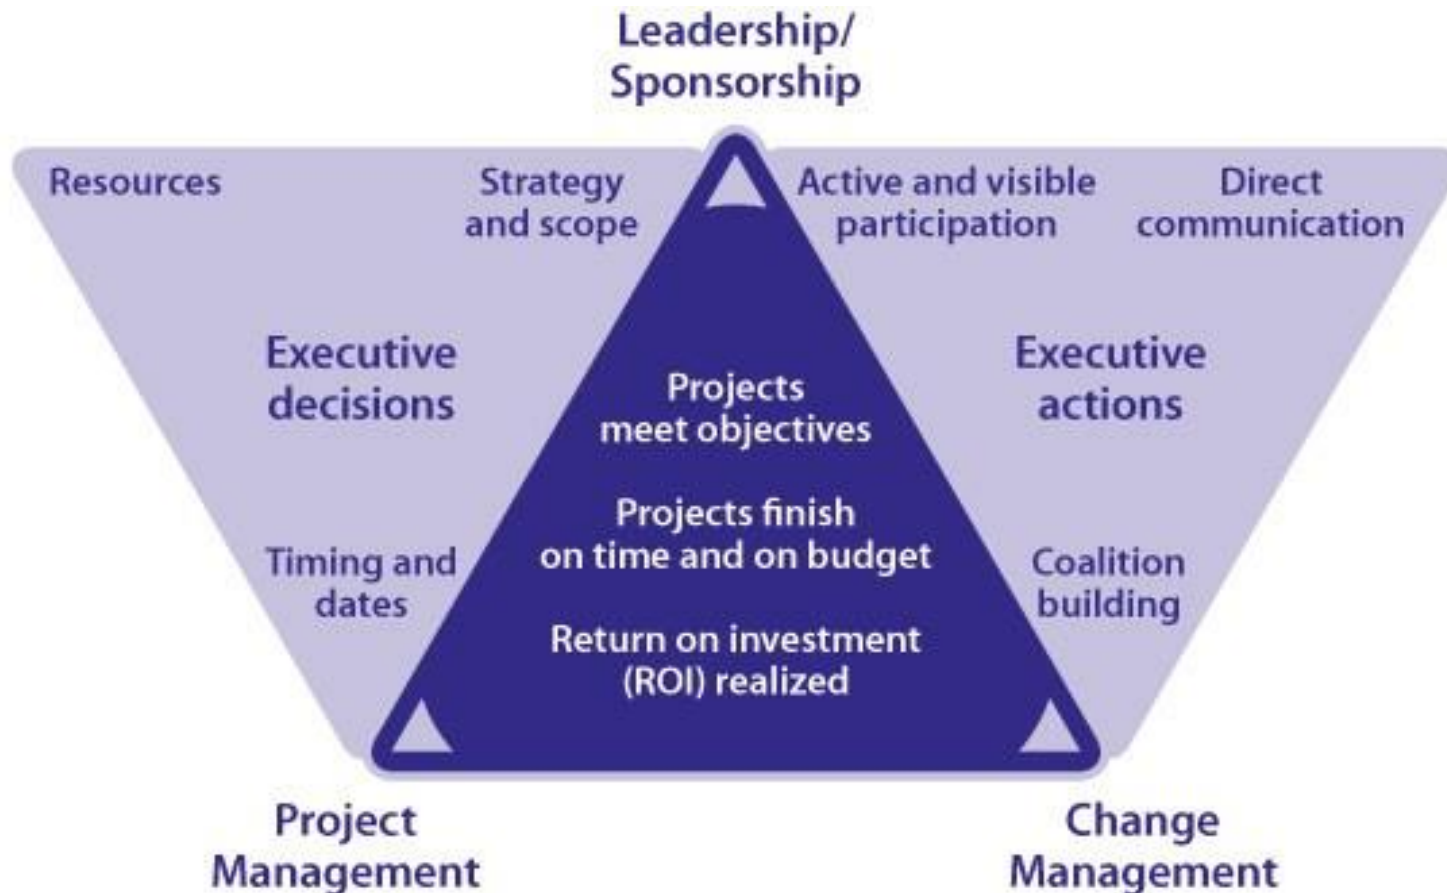 Leadership/
Sponsorship
Resources
Strategy
and scope
Active and visible
participation
Direct
communication
Executive
decisions
Projects
meet objectives
Executive
actions
Projects finish
on time and on budget
Timing and
dates
Coalition
building
Return on investment
(ROI) realized
Project
Management
Change
Management